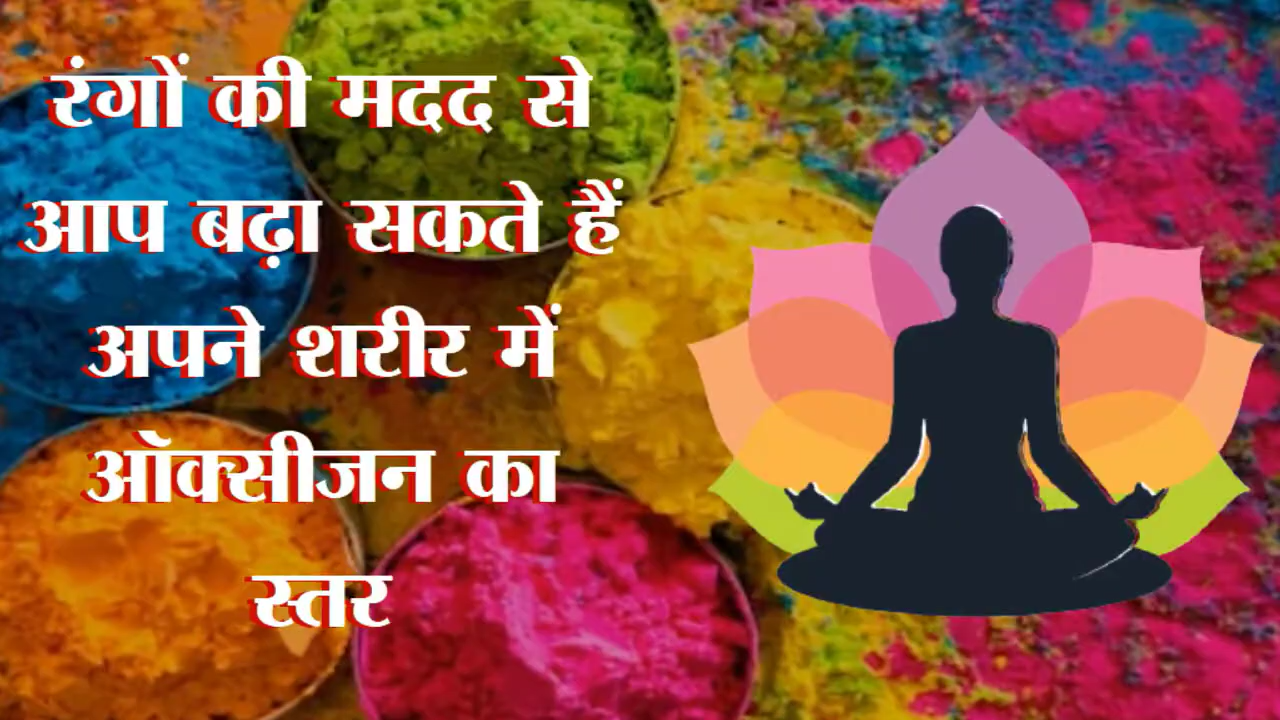 रंगों की मदद से
आप बढ़ा सकते हैं
अपने शरीर में
ऑक्सीजन का
स्तर